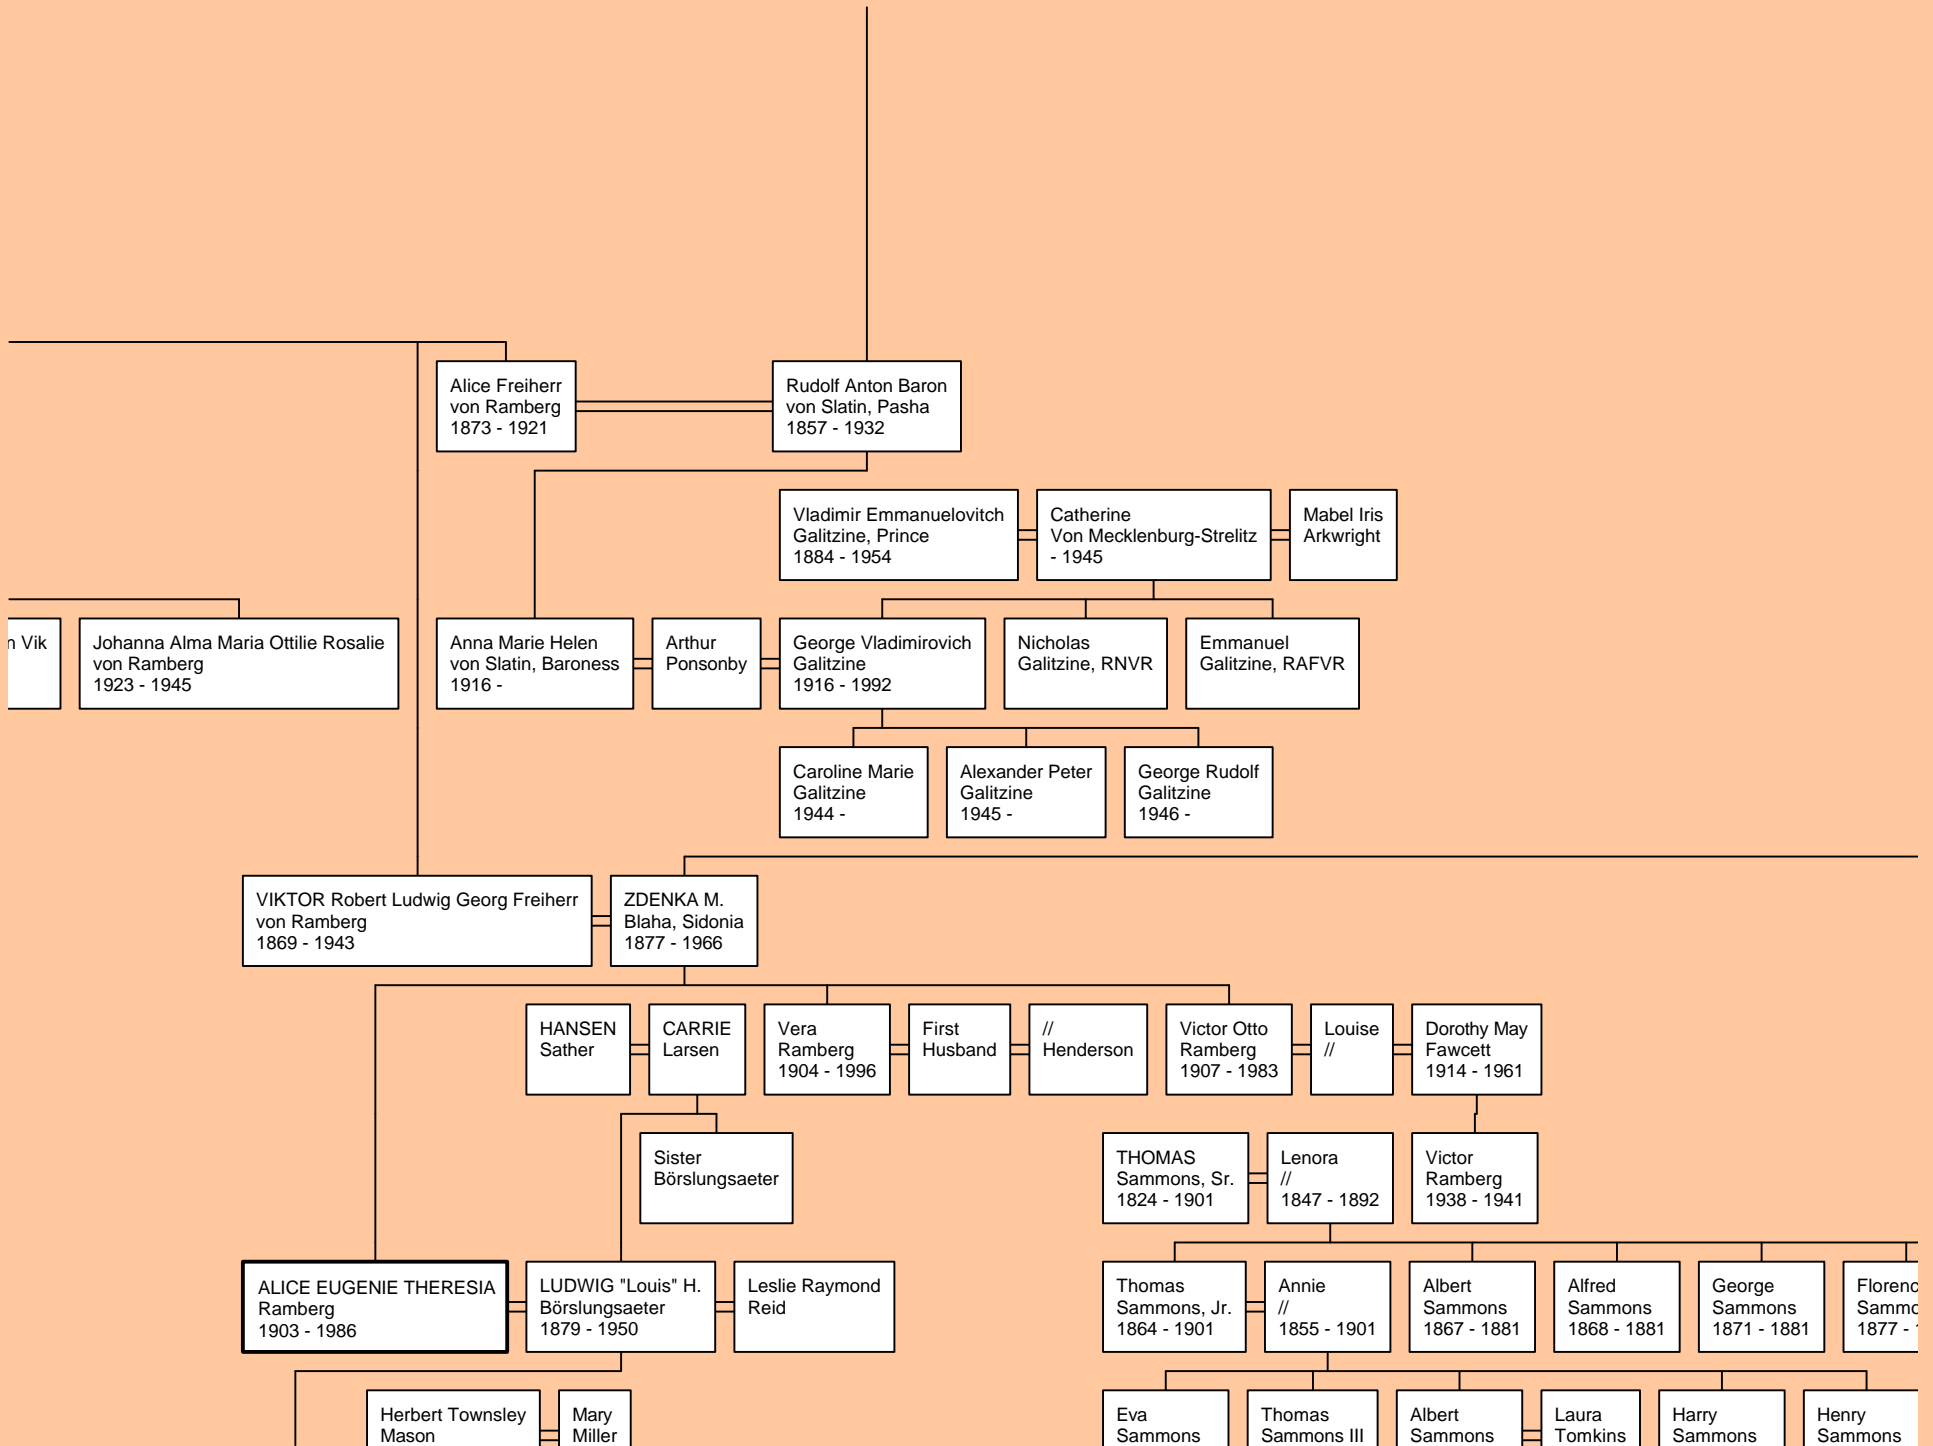 Alice Freiherr
von Ramberg
1873 - 1921
Rudolf Anton Baron
von Slatin, Pasha
1857 - 1932
Vladimir Emmanuelovitch
Galitzine, Prince
1884 - 1954
Catherine
Von Mecklenburg-Strelitz
- 1945
Mabel Iris
Arkwright
n Vik
Johanna Alma Maria Ottilie Rosalie
von Ramberg
1923 - 1945
Anna Marie Helen
von Slatin, Baroness
1916 -
Arthur
Ponsonby
George Vladimirovich
Galitzine
1916 - 1992
Nicholas
Galitzine, RNVR
Emmanuel
Galitzine, RAFVR
Caroline Marie
Galitzine
1944 -
Alexander Peter
Galitzine
1945 -
George Rudolf
Galitzine
1946 -
VIKTOR Robert Ludwig Georg Freiherr
von Ramberg
1869 - 1943
ZDENKA M.
Blaha, Sidonia
1877 - 1966
HANSEN
Sather
CARRIE
Larsen
Vera
Ramberg
1904 - 1996
First
Husband
//
Henderson
Victor Otto
Ramberg
1907 - 1983
Louise
//
Dorothy May
Fawcett
1914 - 1961
Sister
Börslungsaeter
THOMAS
Sammons, Sr.
1824 - 1901
Lenora
//
1847 - 1892
Victor
Ramberg
1938 - 1941
ALICE EUGENIE THERESIA
Ramberg
1903 - 1986
LUDWIG "Louis" H.
Börslungsaeter
1879 - 1950
Leslie Raymond
Reid
Thomas
Sammons, Jr.
1864 - 1901
Annie
//
1855 - 1901
Albert
Sammons
1867 - 1881
Alfred
Sammons
1868 - 1881
George
Sammons
1871 - 1881
Florenc
Sammo
1877 -
Herbert Townsley
Mason
Mary
Miller
Eva
Sammons
Thomas
Sammons III
Albert
Sammons
Laura
Tomkins
Harry
Sammons
Henry
Sammons